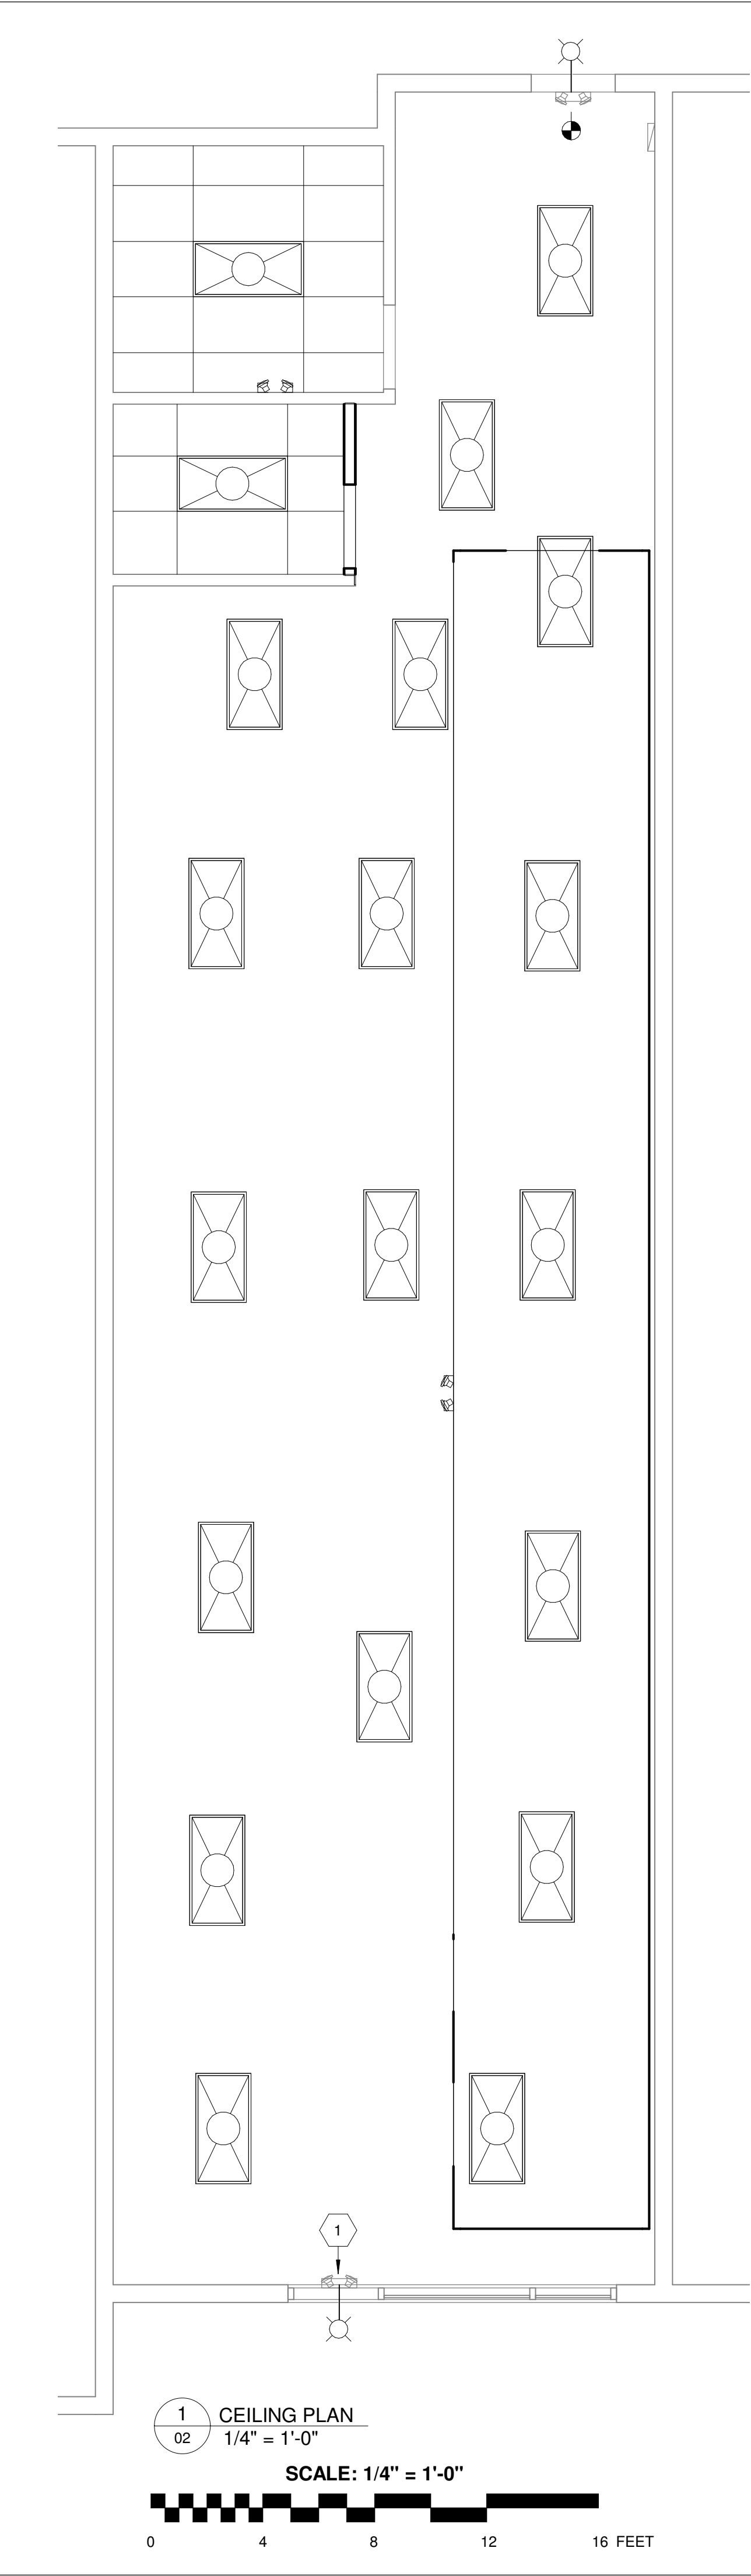 1
1
02
CEILING PLAN
1/4" = 1'-0"
SCALE: 1/4" = 1'-0"
0 4 8 12 16 FEET